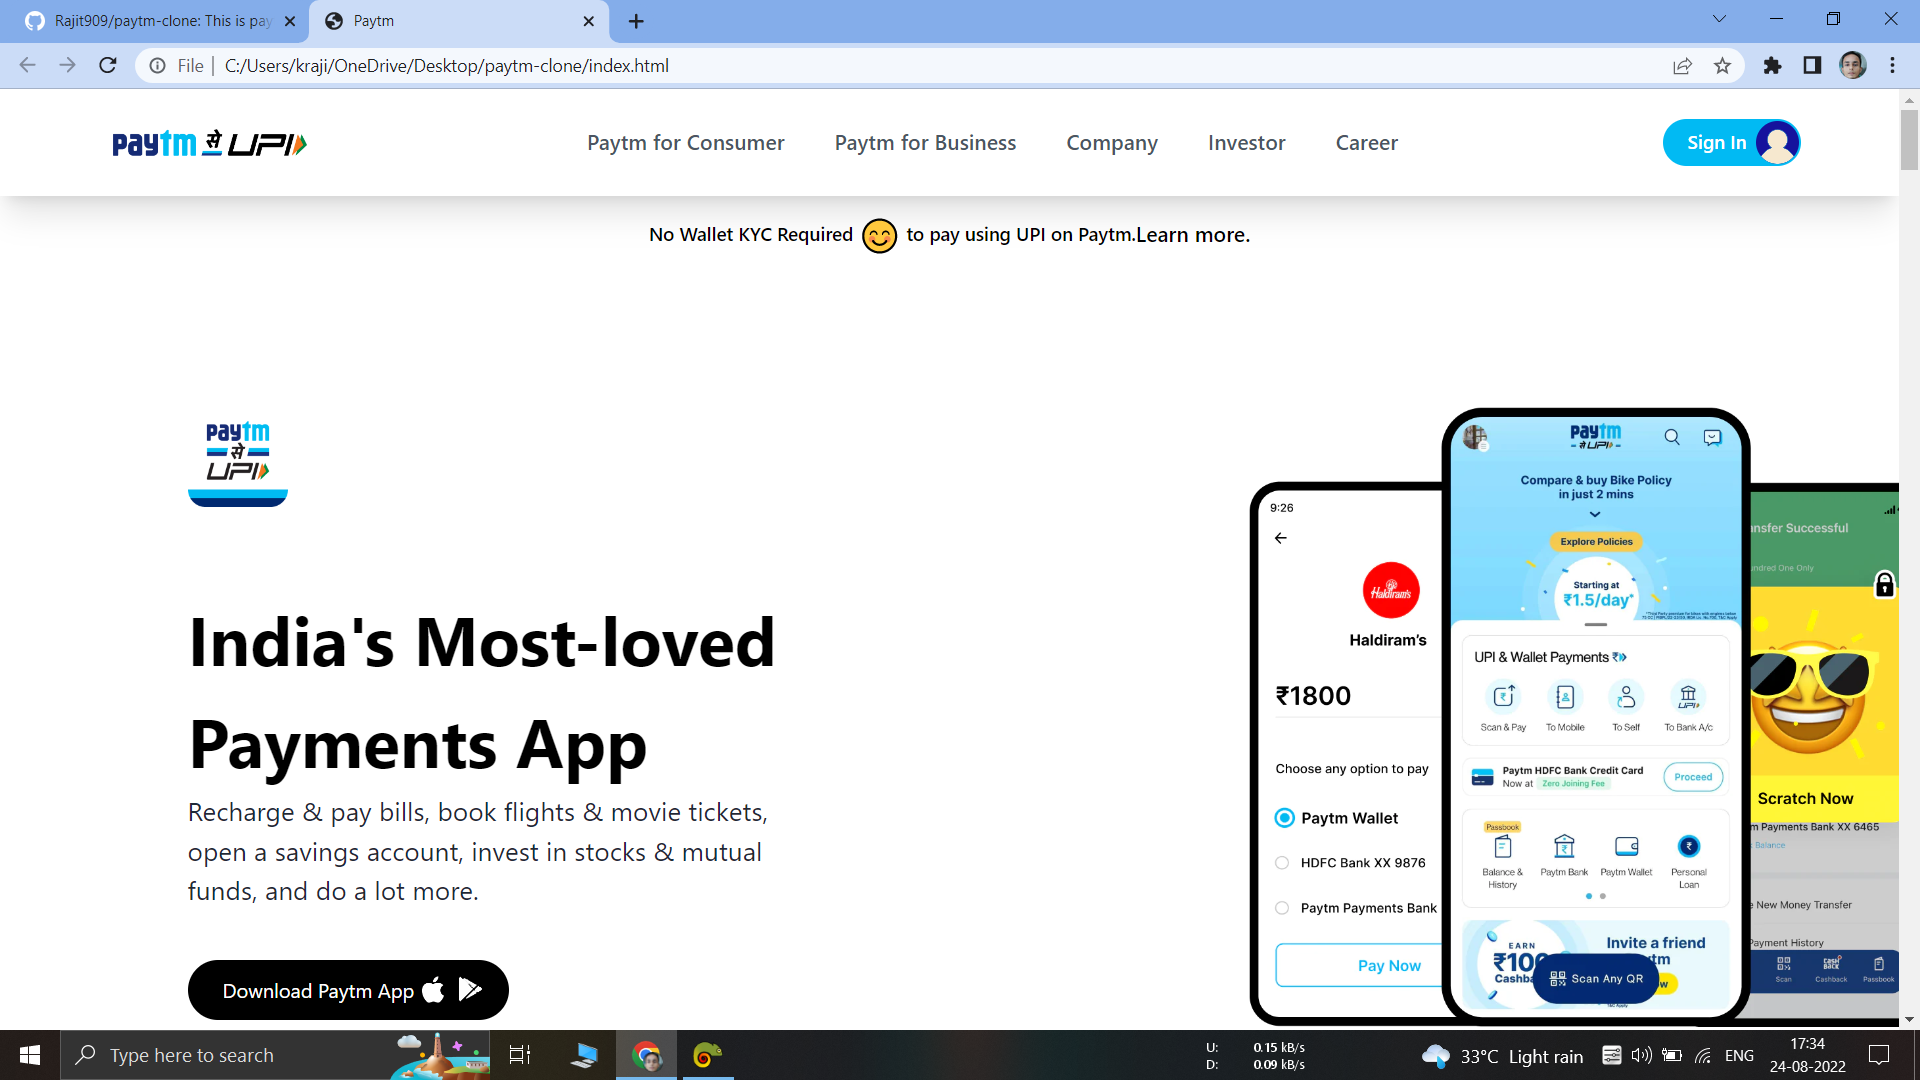 Rajit909/paytm-clone: This is pay
Paytm
File
C:/Users/kraji/OneDrive/Desktop/paytm-clone/index.html
paytm से UPI
Paytm for Consumer
Paytm for Business
Company
Investor
Career
Sign In
No Wallet KYC Required to pay using UPI on Paytm.Learn more.
paytm
से
UPI
India's Most-loved
Payments App
Recharge & pay bills, book flights & movie tickets,
open a savings account, invest in stocks & mutual
funds, and do a lot more.
Download Paytm App
9:26
Haldiram's
Haldiram's
₹1800
Choose any option to pay
Paytm Wallet
HDFC Bank XX 9876
Paytm Payments Bank
Pay Now
paytm
से UPI
Compare & buy Bike Policy
in just 2 mins
Explore Policies
Starting at
₹1.5/day*
UPI & Wallet Payments
Scan & Pay
To Mobile
To Self
To Bank A/c
Paytm HDFC Bank Credit Card
Now at Zero Joining Fee
Proceed
Passbook
Balance &
History
Paytm Bank
Paytm Wallet
Personal
Loan
EARN
₹100
Cashba
Invite a friend
tm
w
Scan Any QR
nsfer Successful
undred One Only
Scratch Now
m Payments Bank XX 6465
Balance
e New Money Transfer
Payment History
Scan
CASH
BACK
Cashback
Passbook
Type here to search
U: 0.15 kB/s
D: 0.09 kB/s
33°C Light rain
ENG
17:34
24-08-2022